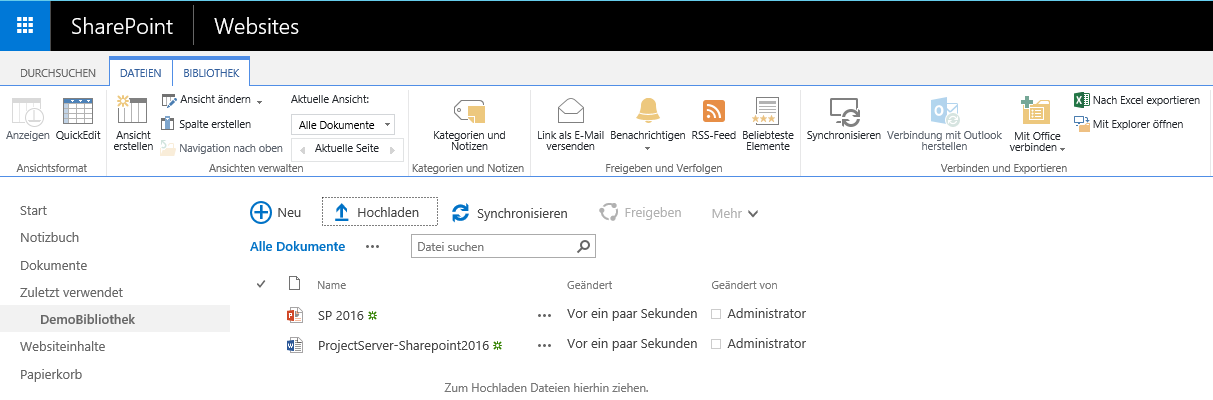 SharePoint Websites
DURCHSUCHEN DATEIEN BIBLIOTHEK
Anzeigen
QuickEdit
Ansichtsformat
Ansicht
erstellen
Ansicht ändern
Spalte erstellen
Navigation nach oben
Aktuelle Ansicht:
Alle Dokumente
Aktuelle Seite
Ansichten verwalten
Kategorien und
Notizen
Kategorien und Notizen
Link als E-Mail
versenden
Benachrichtigen
RSS-Feed
Beliebteste
Elemente
Freigeben und Verfolgen
Synchronisieren
Verbindung mit Outlook
herstellen
Mit Office
verbinden
Nach Excel exportieren
Mit Explorer öffnen
Verbinden und Exportieren
Start
Notizbuch
Dokumente
Zuletzt verwendet
DemoBibliothek
Websiteinhalte
Papierkorb
Neu Hochladen Synchronisieren Freigeben Mehr
Alle Dokumente ••• Datei suchen
Name Geändert Geändert von
SP 2016 ••• Vor ein paar Sekunden Administrator
ProjectServer-Sharepoint2016 ••• Vor ein paar Sekunden Administrator
Zum Hochladen Dateien hierhin ziehen.